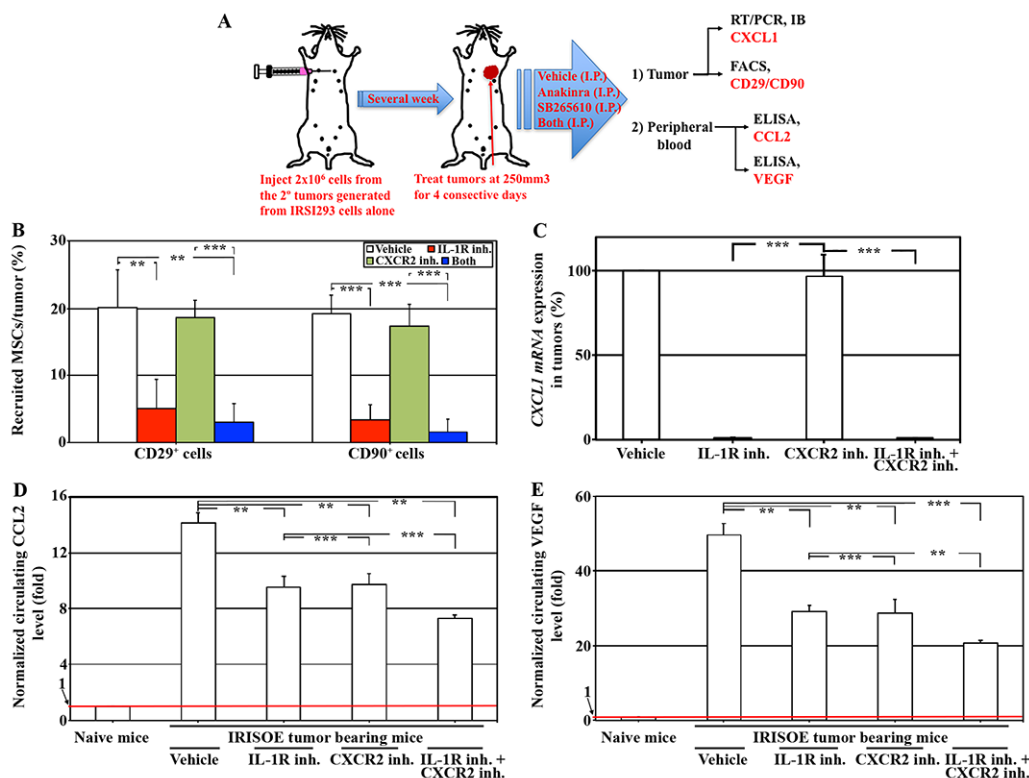 A
Several week
Vehicle (I.P.)
Anakinra (I.P.)
SB265610 (I.P.)
Both (I.P.)
1) Tumor
RT/PCR, IB
CXCL1
FACS,
CD29/CD90
2) Peripheral
blood
ELISA,
CCL2
ELISA,
VEGF
Inject 2x10⁶ cells from
the 2° tumors generated
from IRSI293 cells alone
Treat tumors at 250mm3
for 4 consective days
B
Recruited MSCs/tumor (%)
30
20
10
0
Vehicle
IL-1R inh.
CXCR2 inh.
Both
***
**
**
***
***
***
CD29⁺ cells
CD90⁺ cells
C
CXCL1 mRNA expression
in tumors (%)
100
50
0
***
***
Vehicle
IL-1R inh.
CXCR2 inh.
IL-1R inh. +
CXCR2 inh.
D
Normalized circulating CCL2
level (fold)
16
12
8
4
1
0
**
**
**
***
***
Naive mice
IRISOE tumor bearing mice
Vehicle
IL-1R inh.
CXCR2 inh.
IL-1R inh. +
CXCR2 inh.
E
Normalized circulating VEGF
level (fold)
60
40
20
1
0
***
**
**
**
***
Naive mice
IRISOE tumor bearing mice
Vehicle
IL-1R inh.
CXCR2 inh.
IL-1R inh. +
CXCR2 inh.